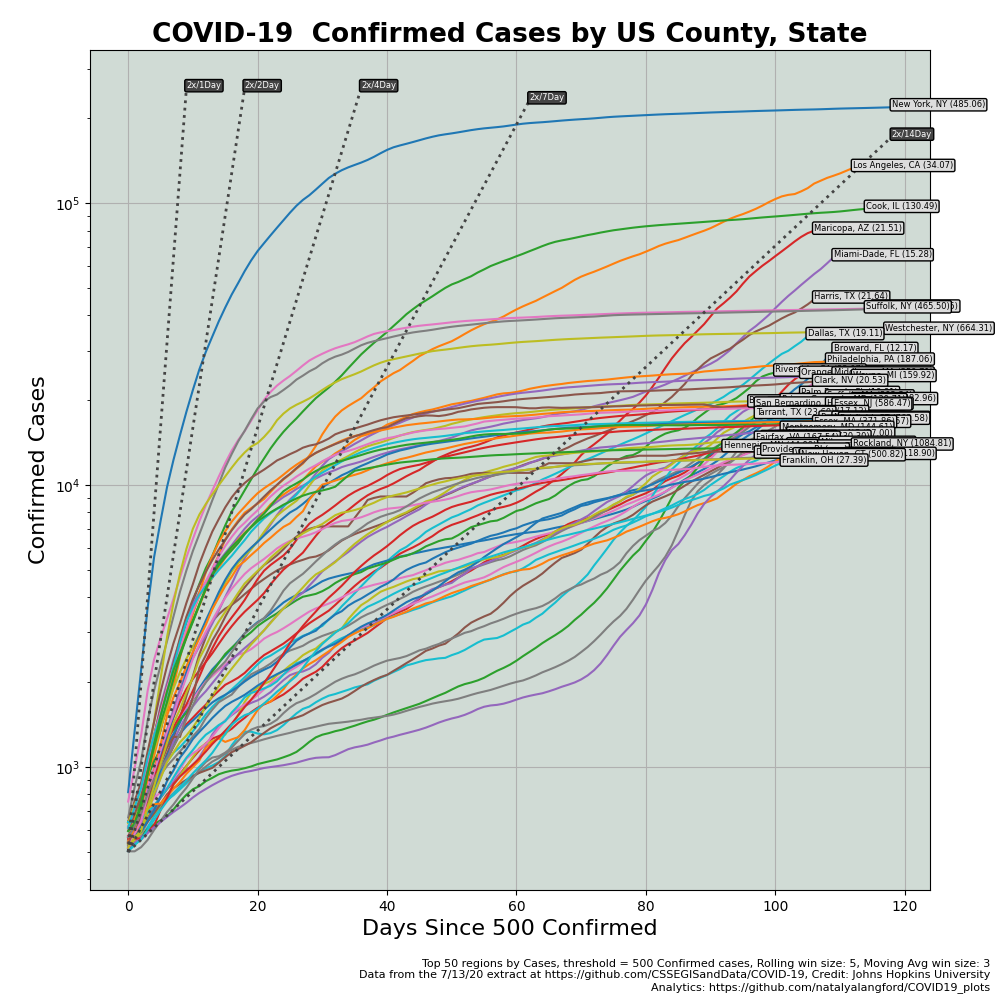 COVID-19  Confirmed Cases by US County, State
2x/1Day
2x/2Day
2x/4Day
2x/7Day
New York, NY (485.06)
2x/14Day
Los Angeles, CA (34.07)
Cook, IL (130.49)
Maricopa, AZ (21.51)
Miami-Dade, FL (15.28)
Harris, TX (21.64)
Suffolk, NY (465.50)
Westchester, NY (664.31)
Dallas, TX (19.11)
Broward, FL (12.17)
Philadelphia, PA (187.06)
MI (159.92)
Clark, NV (20.53)
San Bernardino,
Essex, NJ (586.47)
Tarrant, TX
Rockland, NY (1084.81)
(500.82)
Franklin, OH (27.39)
10^5
10^4
10^3
Confirmed Cases
0 20 40 60 80 100 120
Days Since 500 Confirmed
Top 50 regions by Cases, threshold = 500 Confirmed cases, Rolling win size: 5, Moving Avg win size: 3
Data from the 7/13/20 extract at https://github.com/CSSEGISandData/COVID-19, Credit: Johns Hopkins University
Analytics: https://github.com/natalyalangford/COVID19_plots